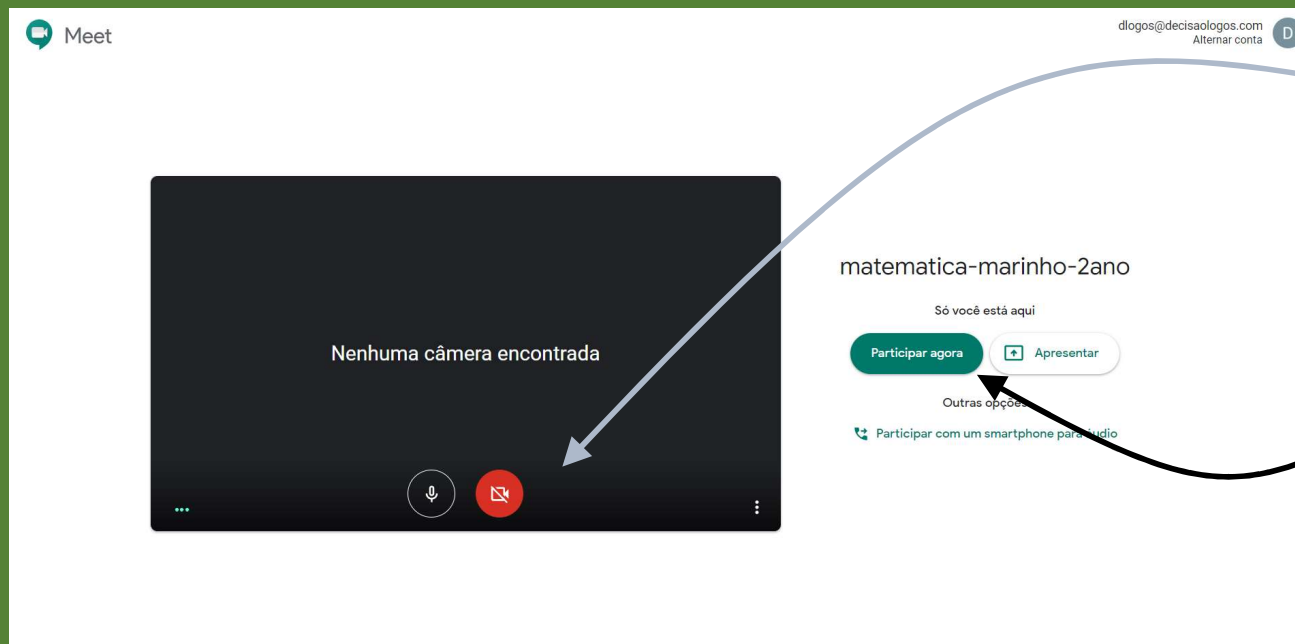 Meet
dlogos@decisaologos.com
Alternar conta
D
Nenhuma câmera encontrada
matematica-marinho-2ano
Só você está aqui
Participar agora
Apresentar
Outras opções
Participar com um smartphone para áudio